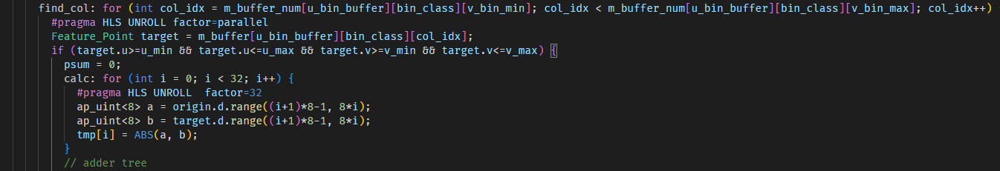 find_col: for (int col_idx = m_buffer_num[u_bin_buffer][bin_class][v_bin_min]; col_idx < m_buffer_num[u_bin_buffer][bin_class][v_bin_max]; col_idx++)
#pragma HLS UNROLL factor=parallel
Feature_Point target = m_buffer[u_bin_buffer][bin_class][col_idx];
if (target.u>=u_min && target.u<=u_max && target.v>=v_min && target.v<=v_max) {
psum = 0;
calc: for (int i = 0; i < 32; i++) {
#pragma HLS UNROLL  factor=32
ap_uint<8> a = origin.d.range((i+1)*8-1, 8*i);
ap_uint<8> b = target.d.range((i+1)*8-1, 8*i);
tmp[i] = ABS(a, b);
}
// adder tree